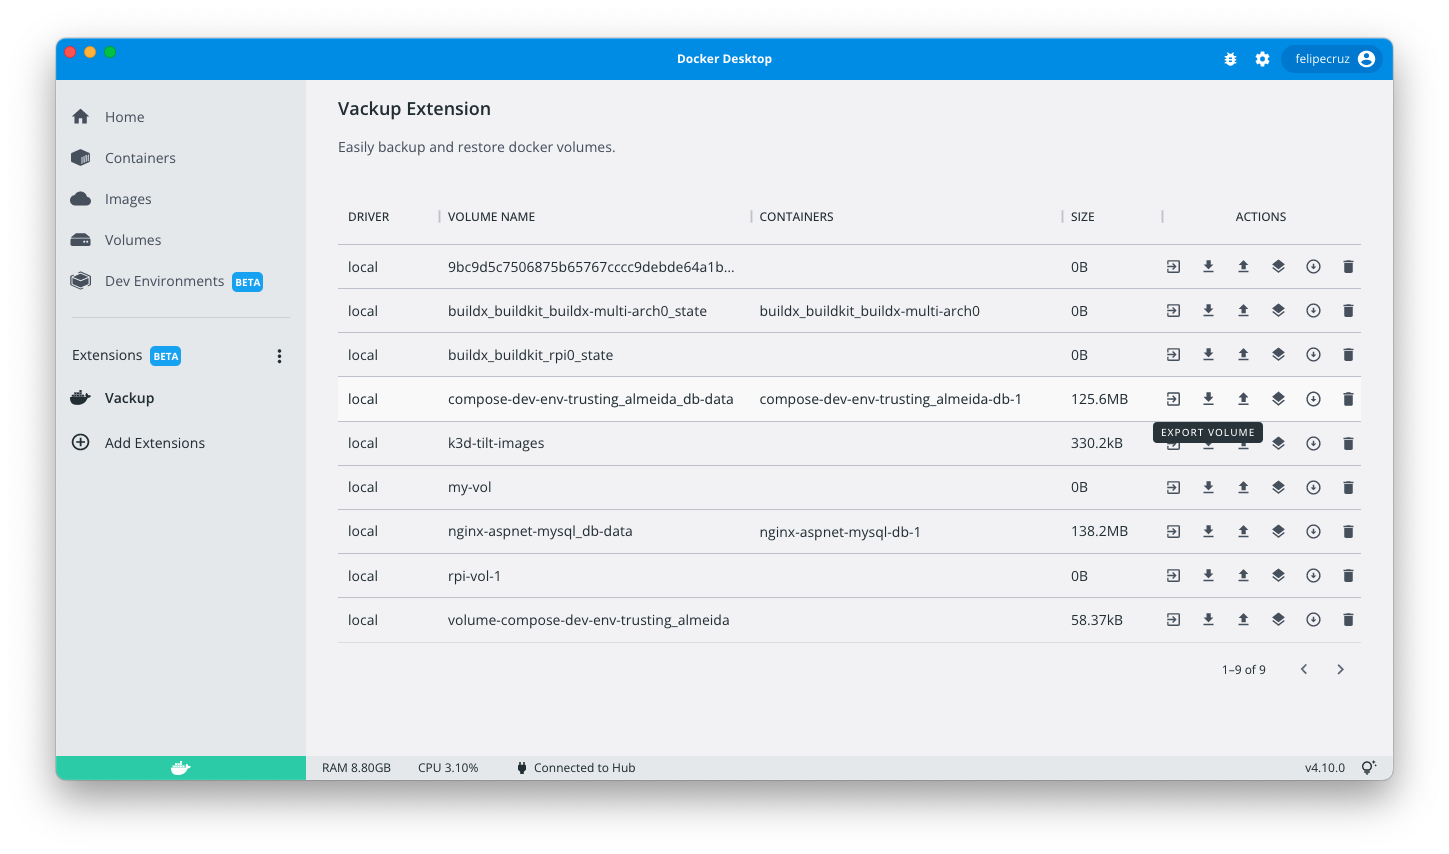 Docker Desktop
felipecruz
Home
Containers
Images
Volumes
Dev Environments BETA
Extensions BETA
Vackup
Add Extensions
Vackup Extension
Easily backup and restore docker volumes.
DRIVER VOLUME NAME CONTAINERS SIZE ACTIONS
local 9bc9d5c7506875b65767cccc9debde64a1b... 0B
local buildx_buildkit_buildx-multi-arch0_state buildx_buildkit_buildx-multi-arch0 0B
local buildx_buildkit_rpi0_state 0B
local compose-dev-env-trusting_almeida_db-data compose-dev-env-trusting_almeida-db-1 125.6MB
EXPORT VOLUME
local k3d-tilt-images 330.2kB
local my-vol 0B
local nginx-aspnet-mysql_db-data nginx-aspnet-mysql-db-1 138.2MB
local rpi-vol-1 0B
local volume-compose-dev-env-trusting_almeida 58.37kB
1–9 of 9
RAM 8.80GB CPU 3.10% Connected to Hub v4.10.0